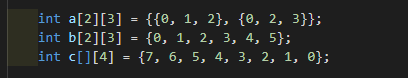 int a[2][3] = {{0, 1, 2}, {0, 2, 3}};
int b[2][3] = {0, 1, 2, 3, 4, 5};
int c[][4] = {7, 6, 5, 4, 3, 2, 1, 0};